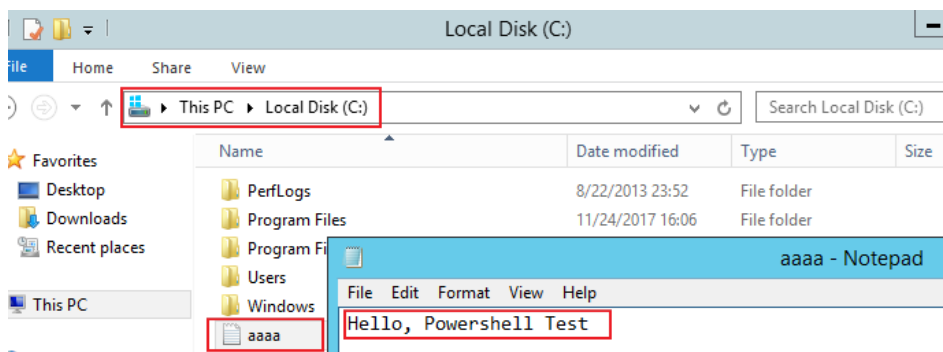 Local Disk (C:)
File Home Share View
This PC Local Disk (C:) Search Local Disk (C:)
Name Date modified Type Size
Favorites
Desktop PerfLogs 8/22/2013 23:52 File folder
Downloads Program Files 11/24/2017 16:06 File folder
Recent places Program Fi
aaaa - Notepad
Users
File Edit Format View Help
This PC Windows
Hello, Powershell Test
aaaa